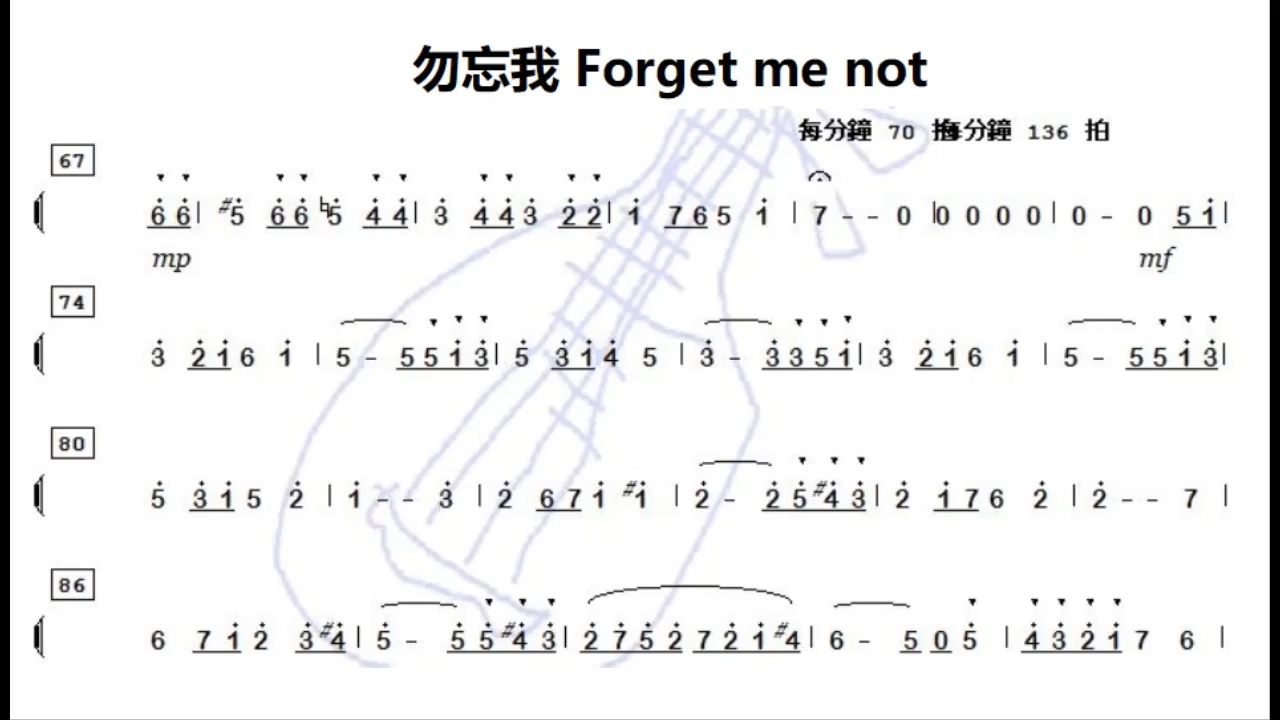 勿忘我 Forget me not
每分鐘 70 拍每分鐘 136 拍
67
6 6 | #5 6 6 ♮5 4 4 | 3 4 4 3 2 2 | 1 7 6 5 1 | 7 - - 0 | 0 0 0 0 | 0 - 0 5 1 |
mp mf
74
3 2 1 6 1 | 5 - 5 5 1 3 | 5 3 1 4 5 | 3 - 3 3 5 1 | 3 2 1 6 1 | 5 - 5 5 1 3 |
80
5 3 1 5 2 | 1 - - 3 | 2 6 7 1 #1 | 2 - 2 5 #4 3 | 2 1 7 6 2 | 2 - - 7 |
86
6 7 1 2 3 #4 | 5 - 5 5 #4 3 | 2 7 5 2 7 2 1 #4 | 6 - 5 0 5 | 4 3 2 1 7 6 |